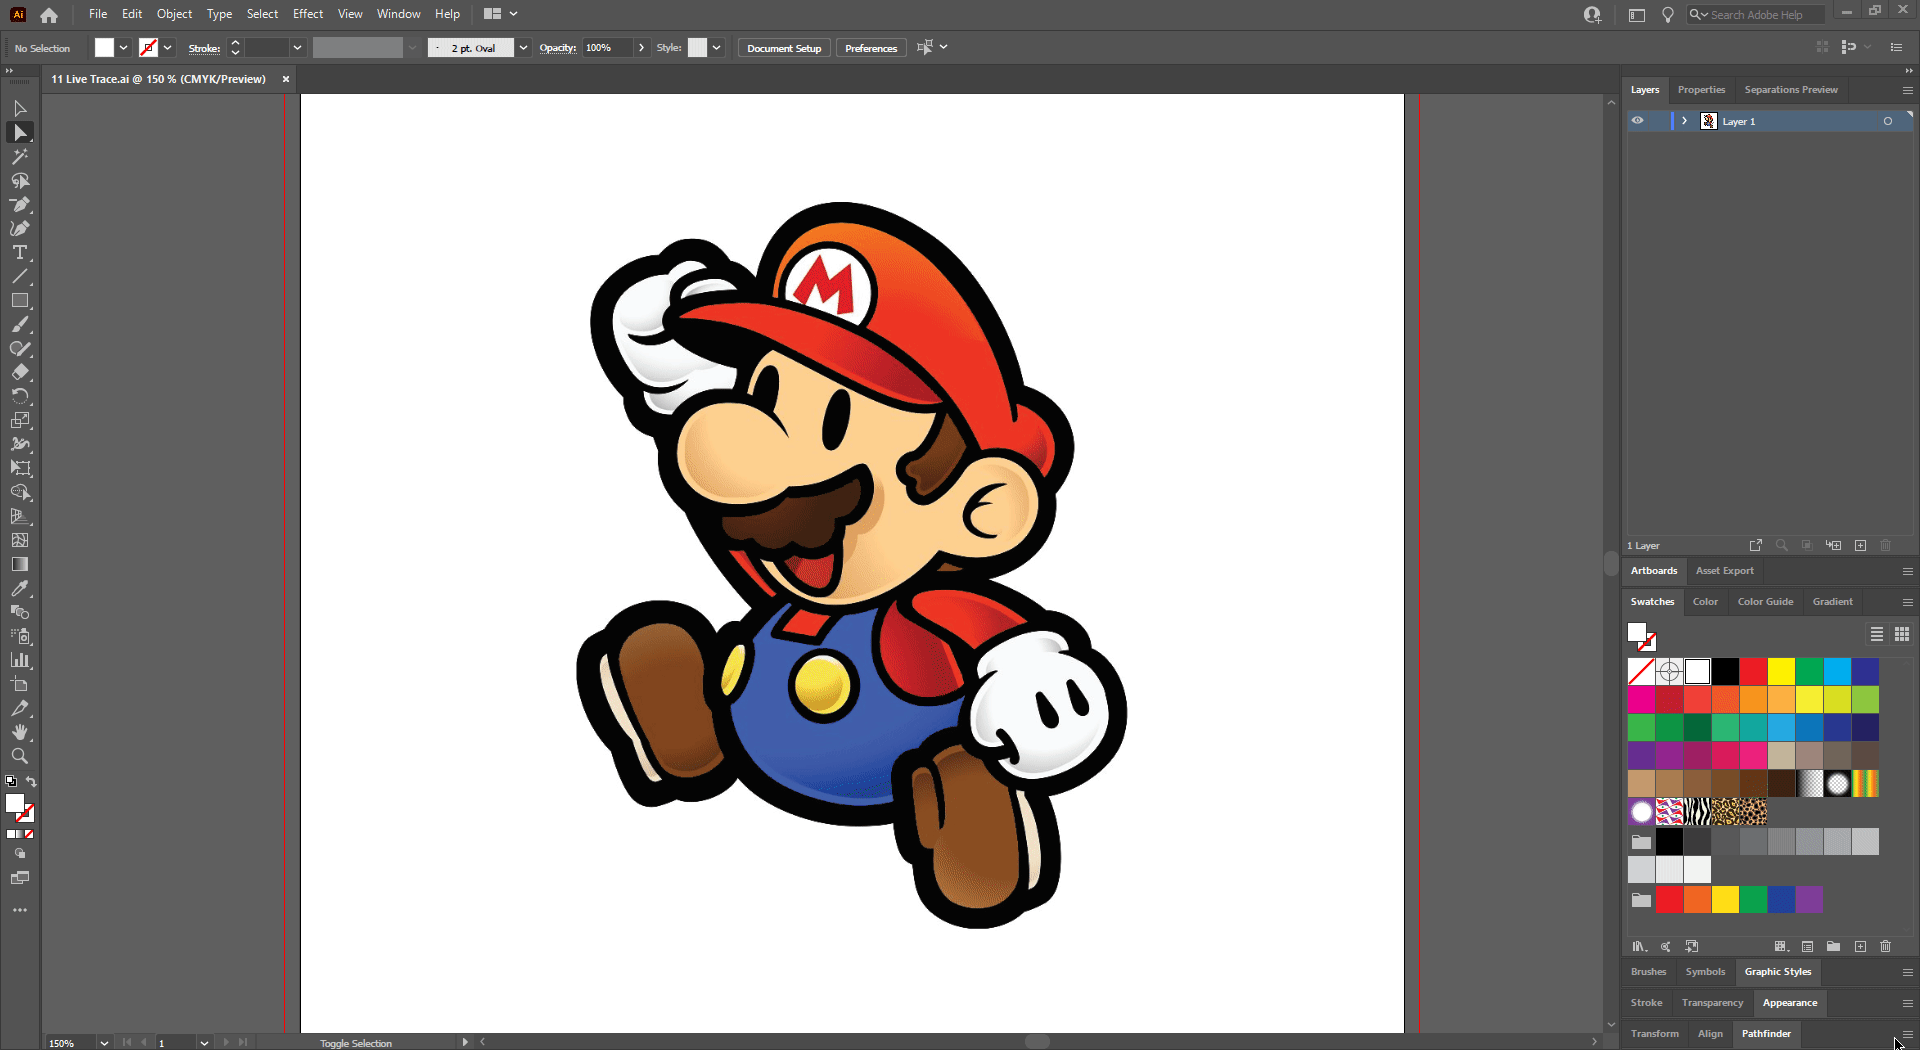 Ai File Edit Object Type Select Effect View Window Help Search Adobe Help
No Selection Stroke: 2 pt. Oval Opacity: 100% Style: Document Setup Preferences
11 Live Trace.ai @ 150 % (CMYK/Preview) ×
Layers Properties Separations Preview
Layer 1
M
1 Layer
Artboards Asset Export
Swatches Color Color Guide Gradient
Brushes Symbols Graphic Styles
Stroke Transparency Appearance
Transform Align Pathfinder
150% 1 Toggle Selection